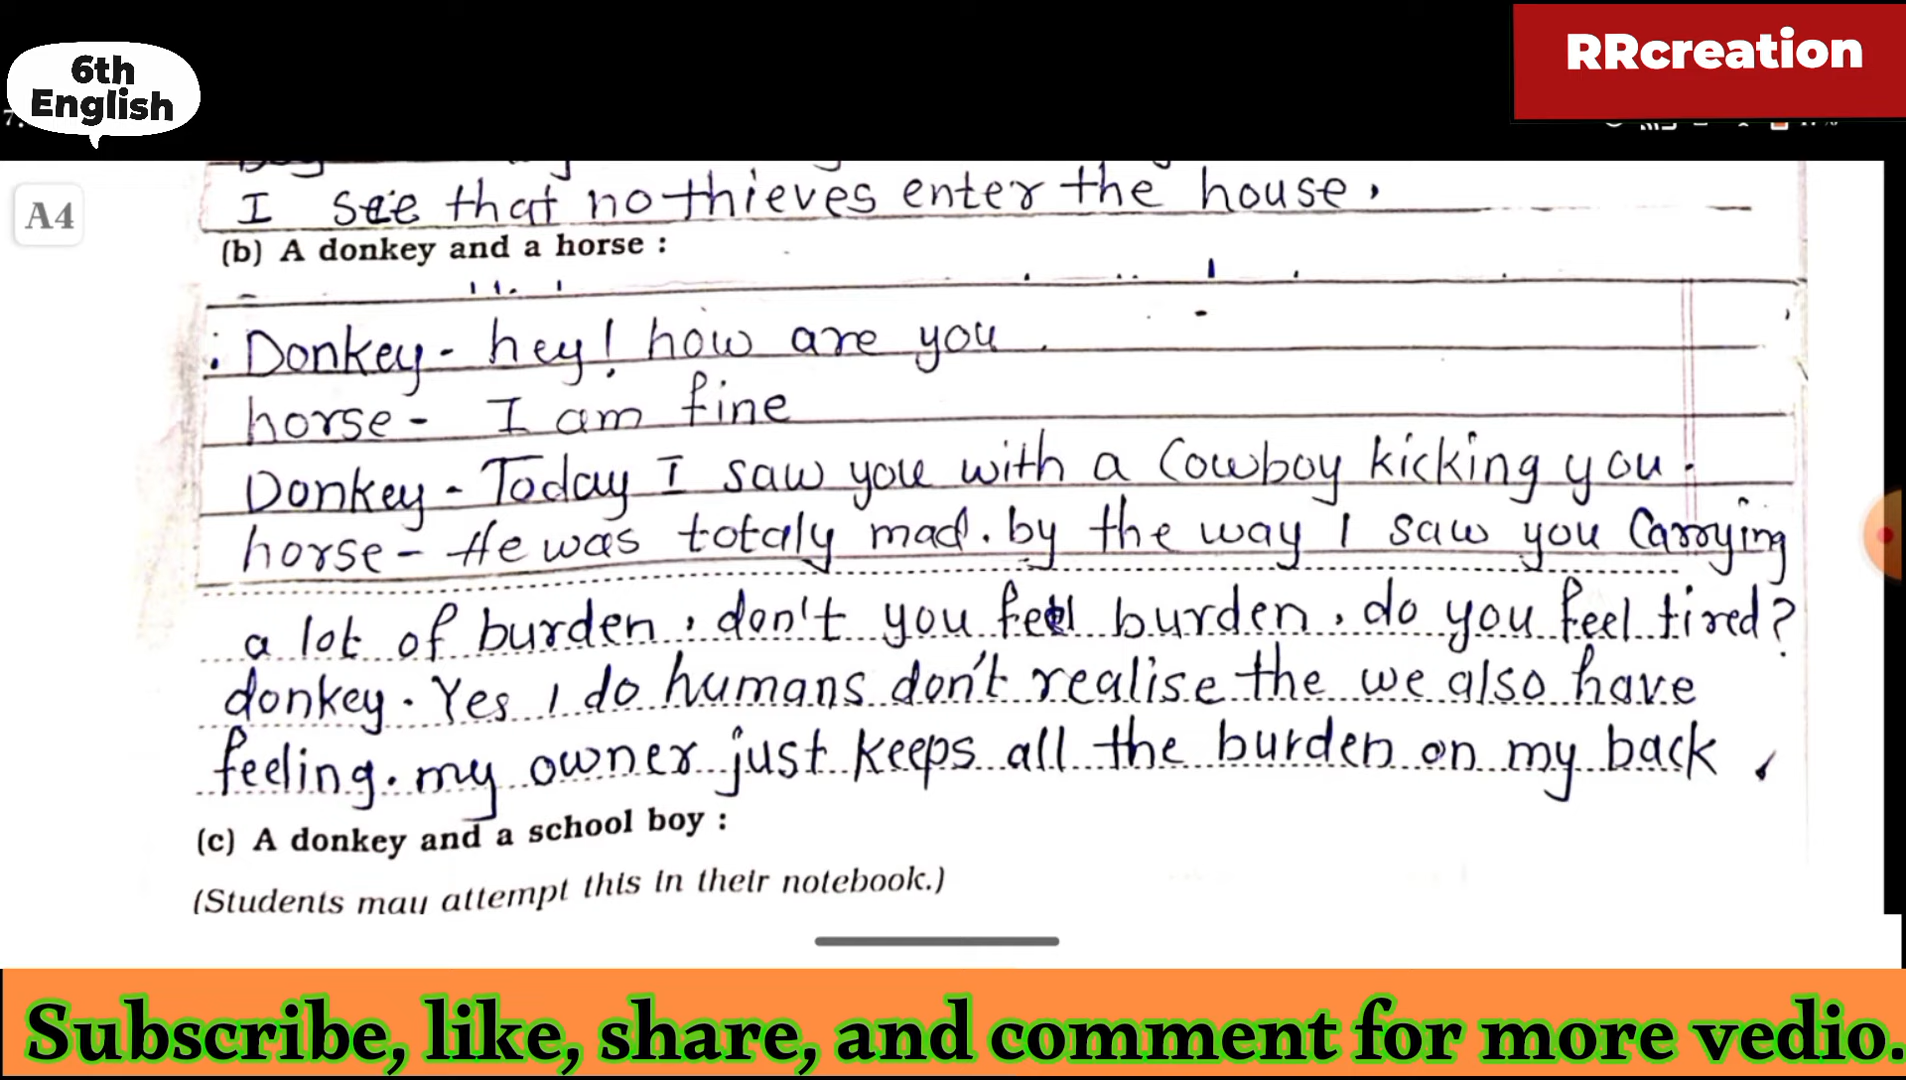 6th
English
RRcreation
A4
I see that no thieves enter the house.
(b) A donkey and a horse :
Donkey - hey! how are you
horse - I am fine
Donkey - Today I saw you with a Cowboy kicking you.
horse - He was totaly mad. by the way I saw you Carrying
a lot of burden. don't you feel burden. do you feel tired?
donkey. Yes I do humans don't realise the we also have
feeling. my owner just keeps all the burden on my back
(c) A donkey and a school boy :
(Students may attempt this in their notebook.)
Subscribe, like, share, and comment for more vedio.